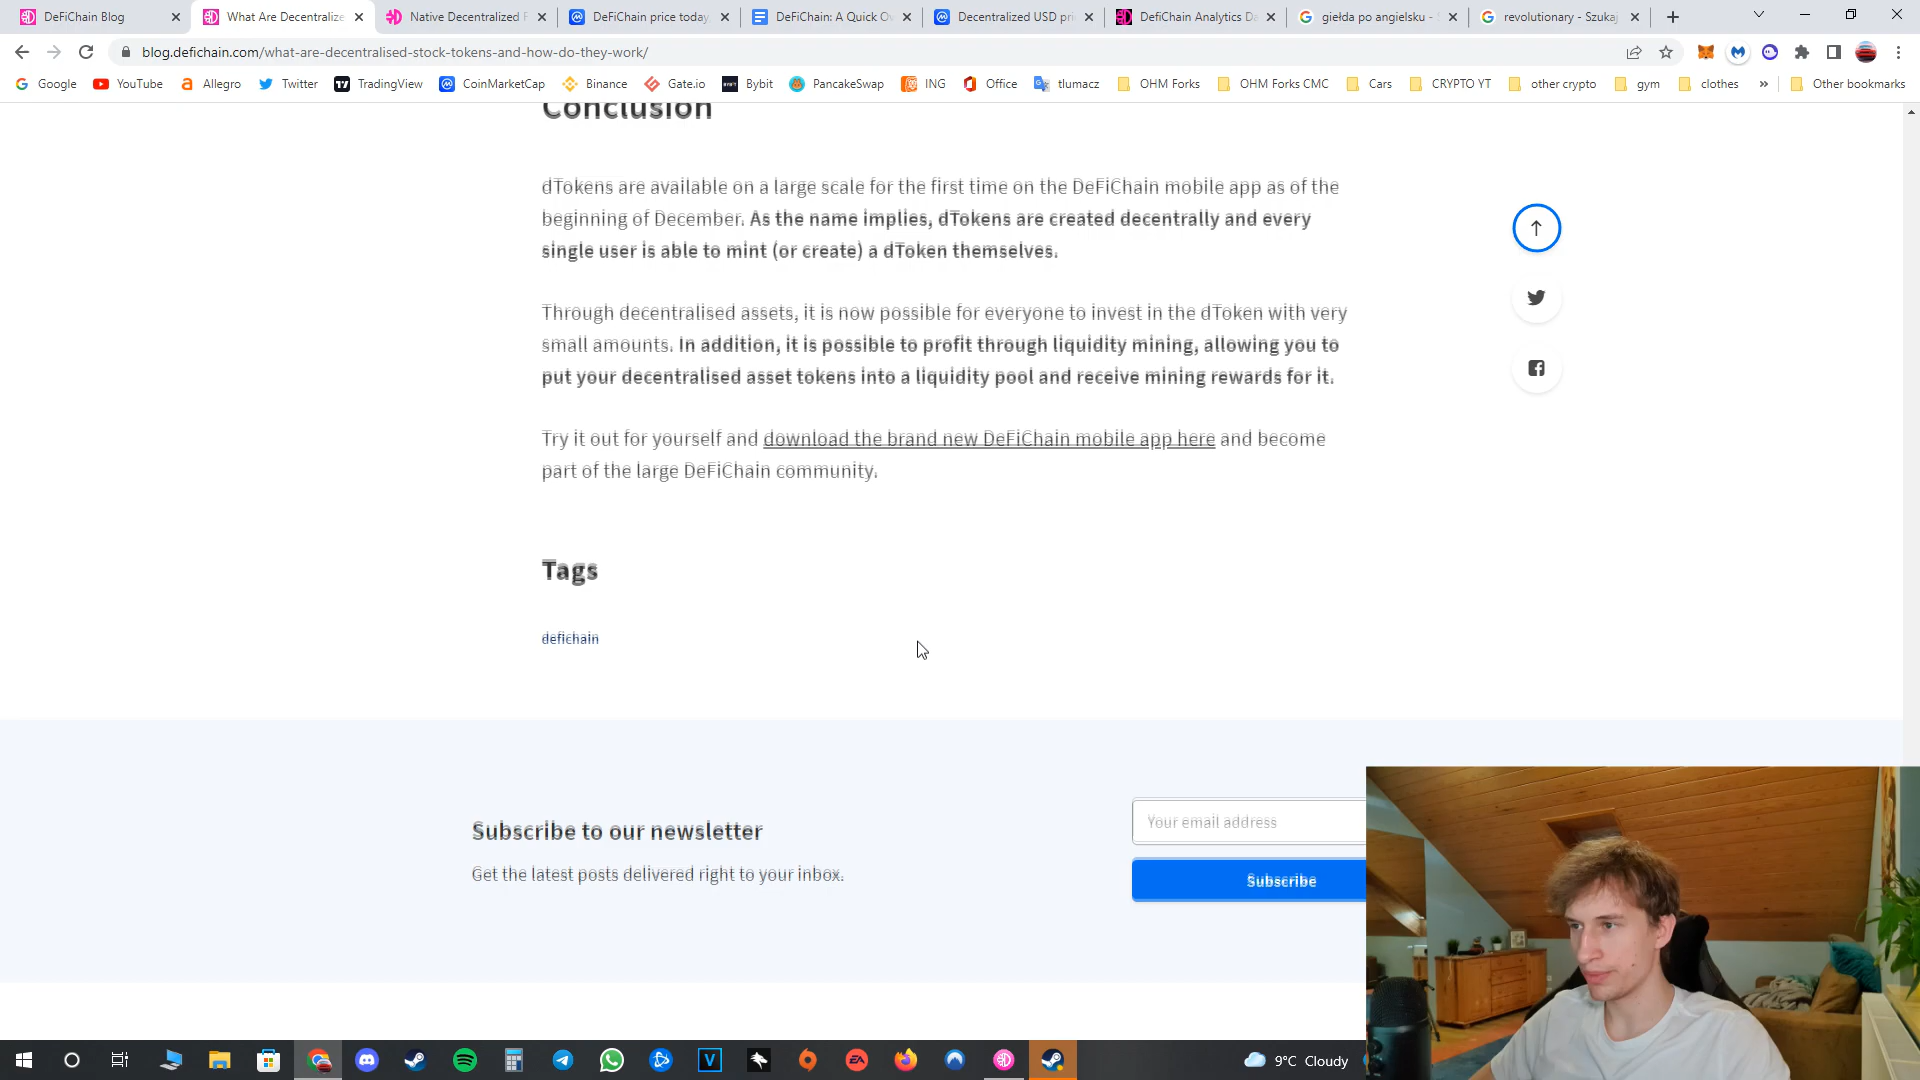 DeFiChain Blog
What Are Decentralize
Native Decentralized F
DeFiChain price today,
DeFiChain: A Quick Ov
Decentralized USD pri
DefiChain Analytics Da
giełda po angielsku - S
revolutionary - Szukaj
blog.defichain.com/what-are-decentralised-stock-tokens-and-how-do-they-work/
Google
YouTube
Allegro
Twitter
TradingView
CoinMarketCap
Binance
Gate.io
Bybit
PancakeSwap
ING
Office
tlumacz
OHM Forks
OHM Forks CMC
Cars
CRYPTO YT
other crypto
gym
clothes
»
Other bookmarks
Conclusion
dTokens are available on a large scale for the first time on the DeFiChain mobile app as of the
beginning of December. As the name implies, dTokens are created decentrally and every
single user is able to mint (or create) a dToken themselves.
Through decentralised assets, it is now possible for everyone to invest in the dToken with very
small amounts. In addition, it is possible to profit through liquidity mining, allowing you to
put your decentralised asset tokens into a liquidity pool and receive mining rewards for it.
Try it out for yourself and download the brand new DeFiChain mobile app here and become
part of the large DeFiChain community.
Tags
defichain
Subscribe to our newsletter
Get the latest posts delivered right to your inbox.
Your email address
Subscribe
9°C Cloudy